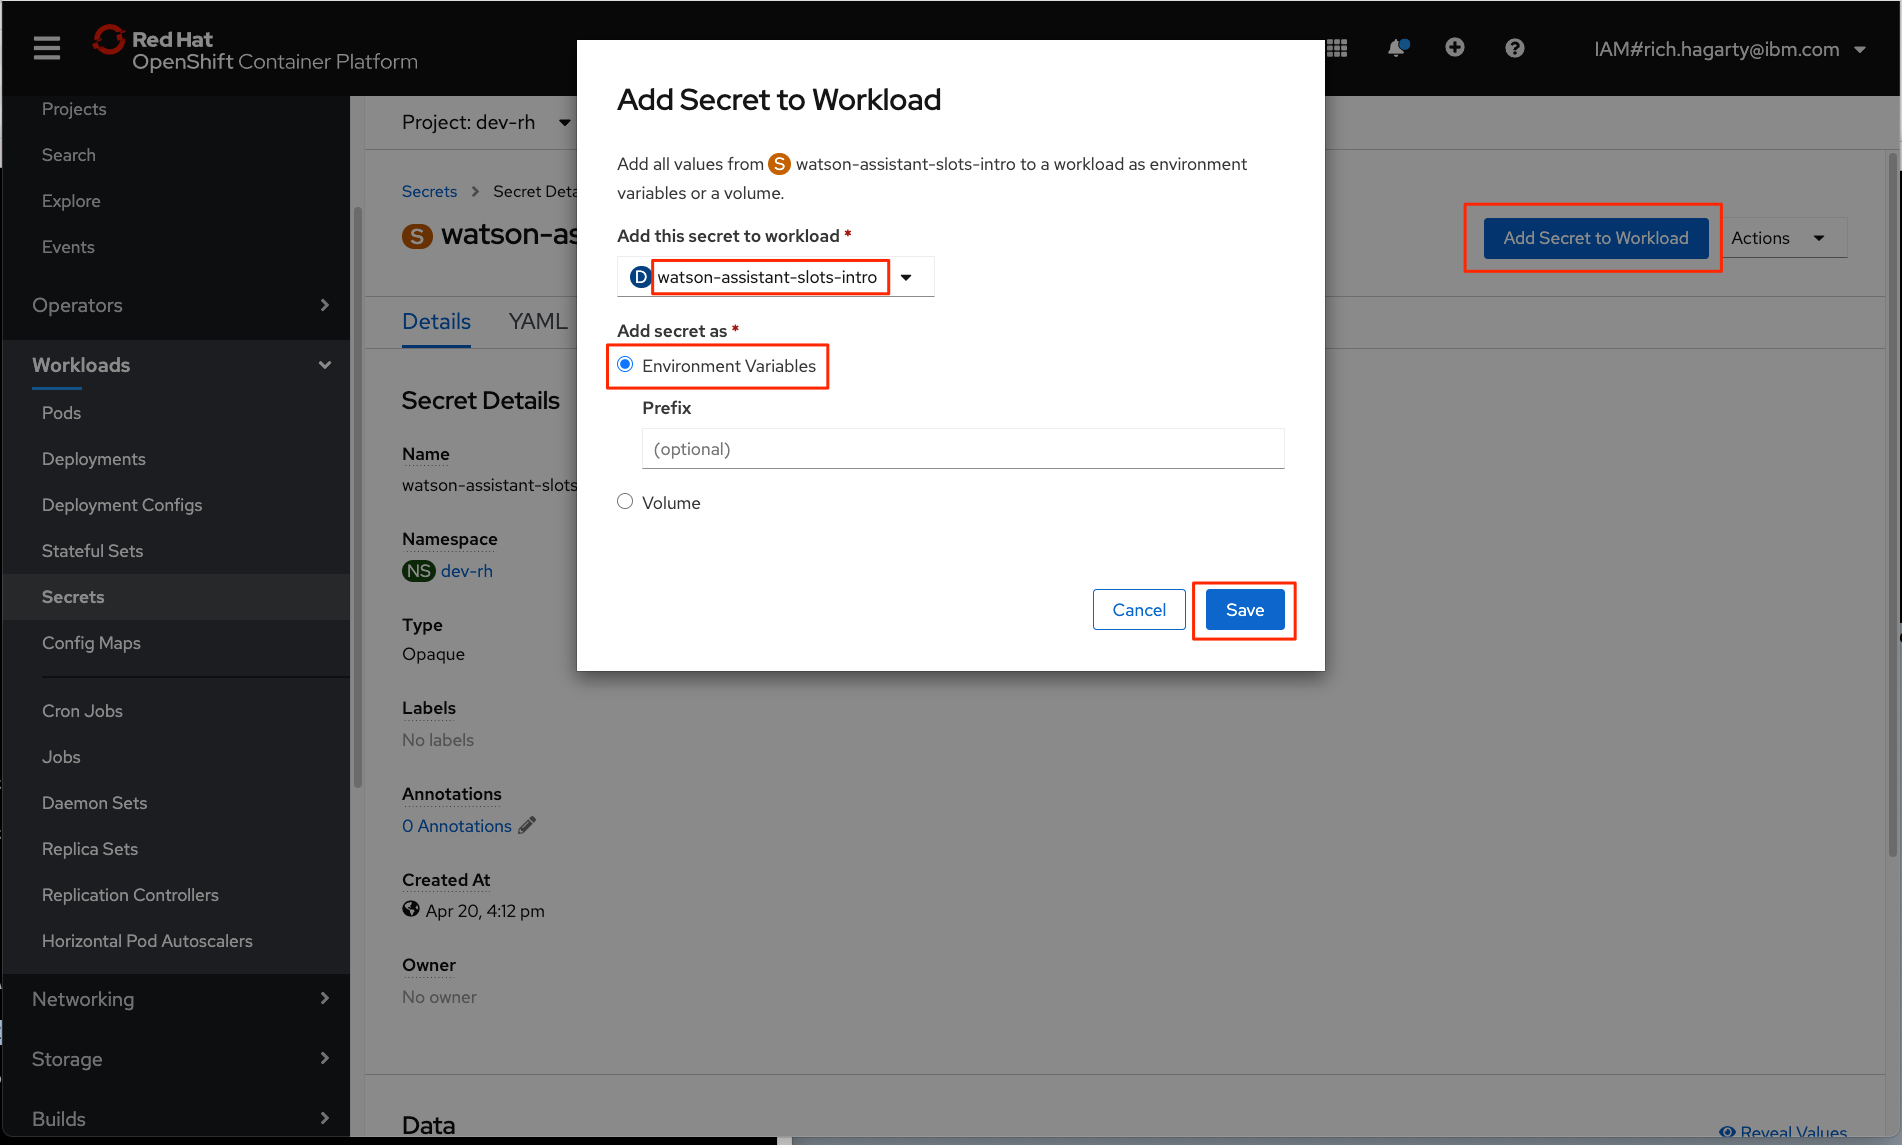 Red Hat
OpenShift Container Platform
IAM#rich.hagarty@ibm.com
Projects
Search
Explore
Events
Operators
Workloads
Pods
Deployments
Deployment Configs
Stateful Sets
Secrets
Config Maps
Cron Jobs
Jobs
Daemon Sets
Replica Sets
Replication Controllers
Horizontal Pod Autoscalers
Networking
Storage
Builds
Project: dev-rh
Secrets > Secret Deta
S watson-as
Add Secret to Workload
Actions
Details YAML
Secret Details
Name
watson-assistant-slots
Namespace
NS dev-rh
Type
Opaque
Labels
No labels
Annotations
0 Annotations
Created At
Apr 20, 4:12 pm
Owner
No owner
Data
Reveal Values
Add Secret to Workload
Add all values from S watson-assistant-slots-intro to a workload as environment
variables or a volume.
Add this secret to workload *
D watson-assistant-slots-intro
Add secret as *
Environment Variables
Prefix
(optional)
Volume
Cancel
Save